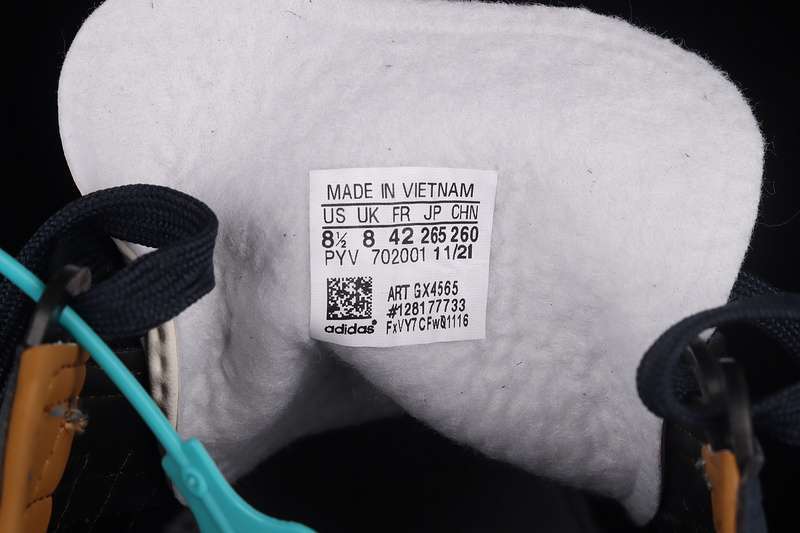 MADE IN VIETNAM
US UK FR JP CHN
8½ 8 42 265 260
PYV 702001 11/21
ART GX4565
#128177733
FxVY7CFwQ1116
adidas®